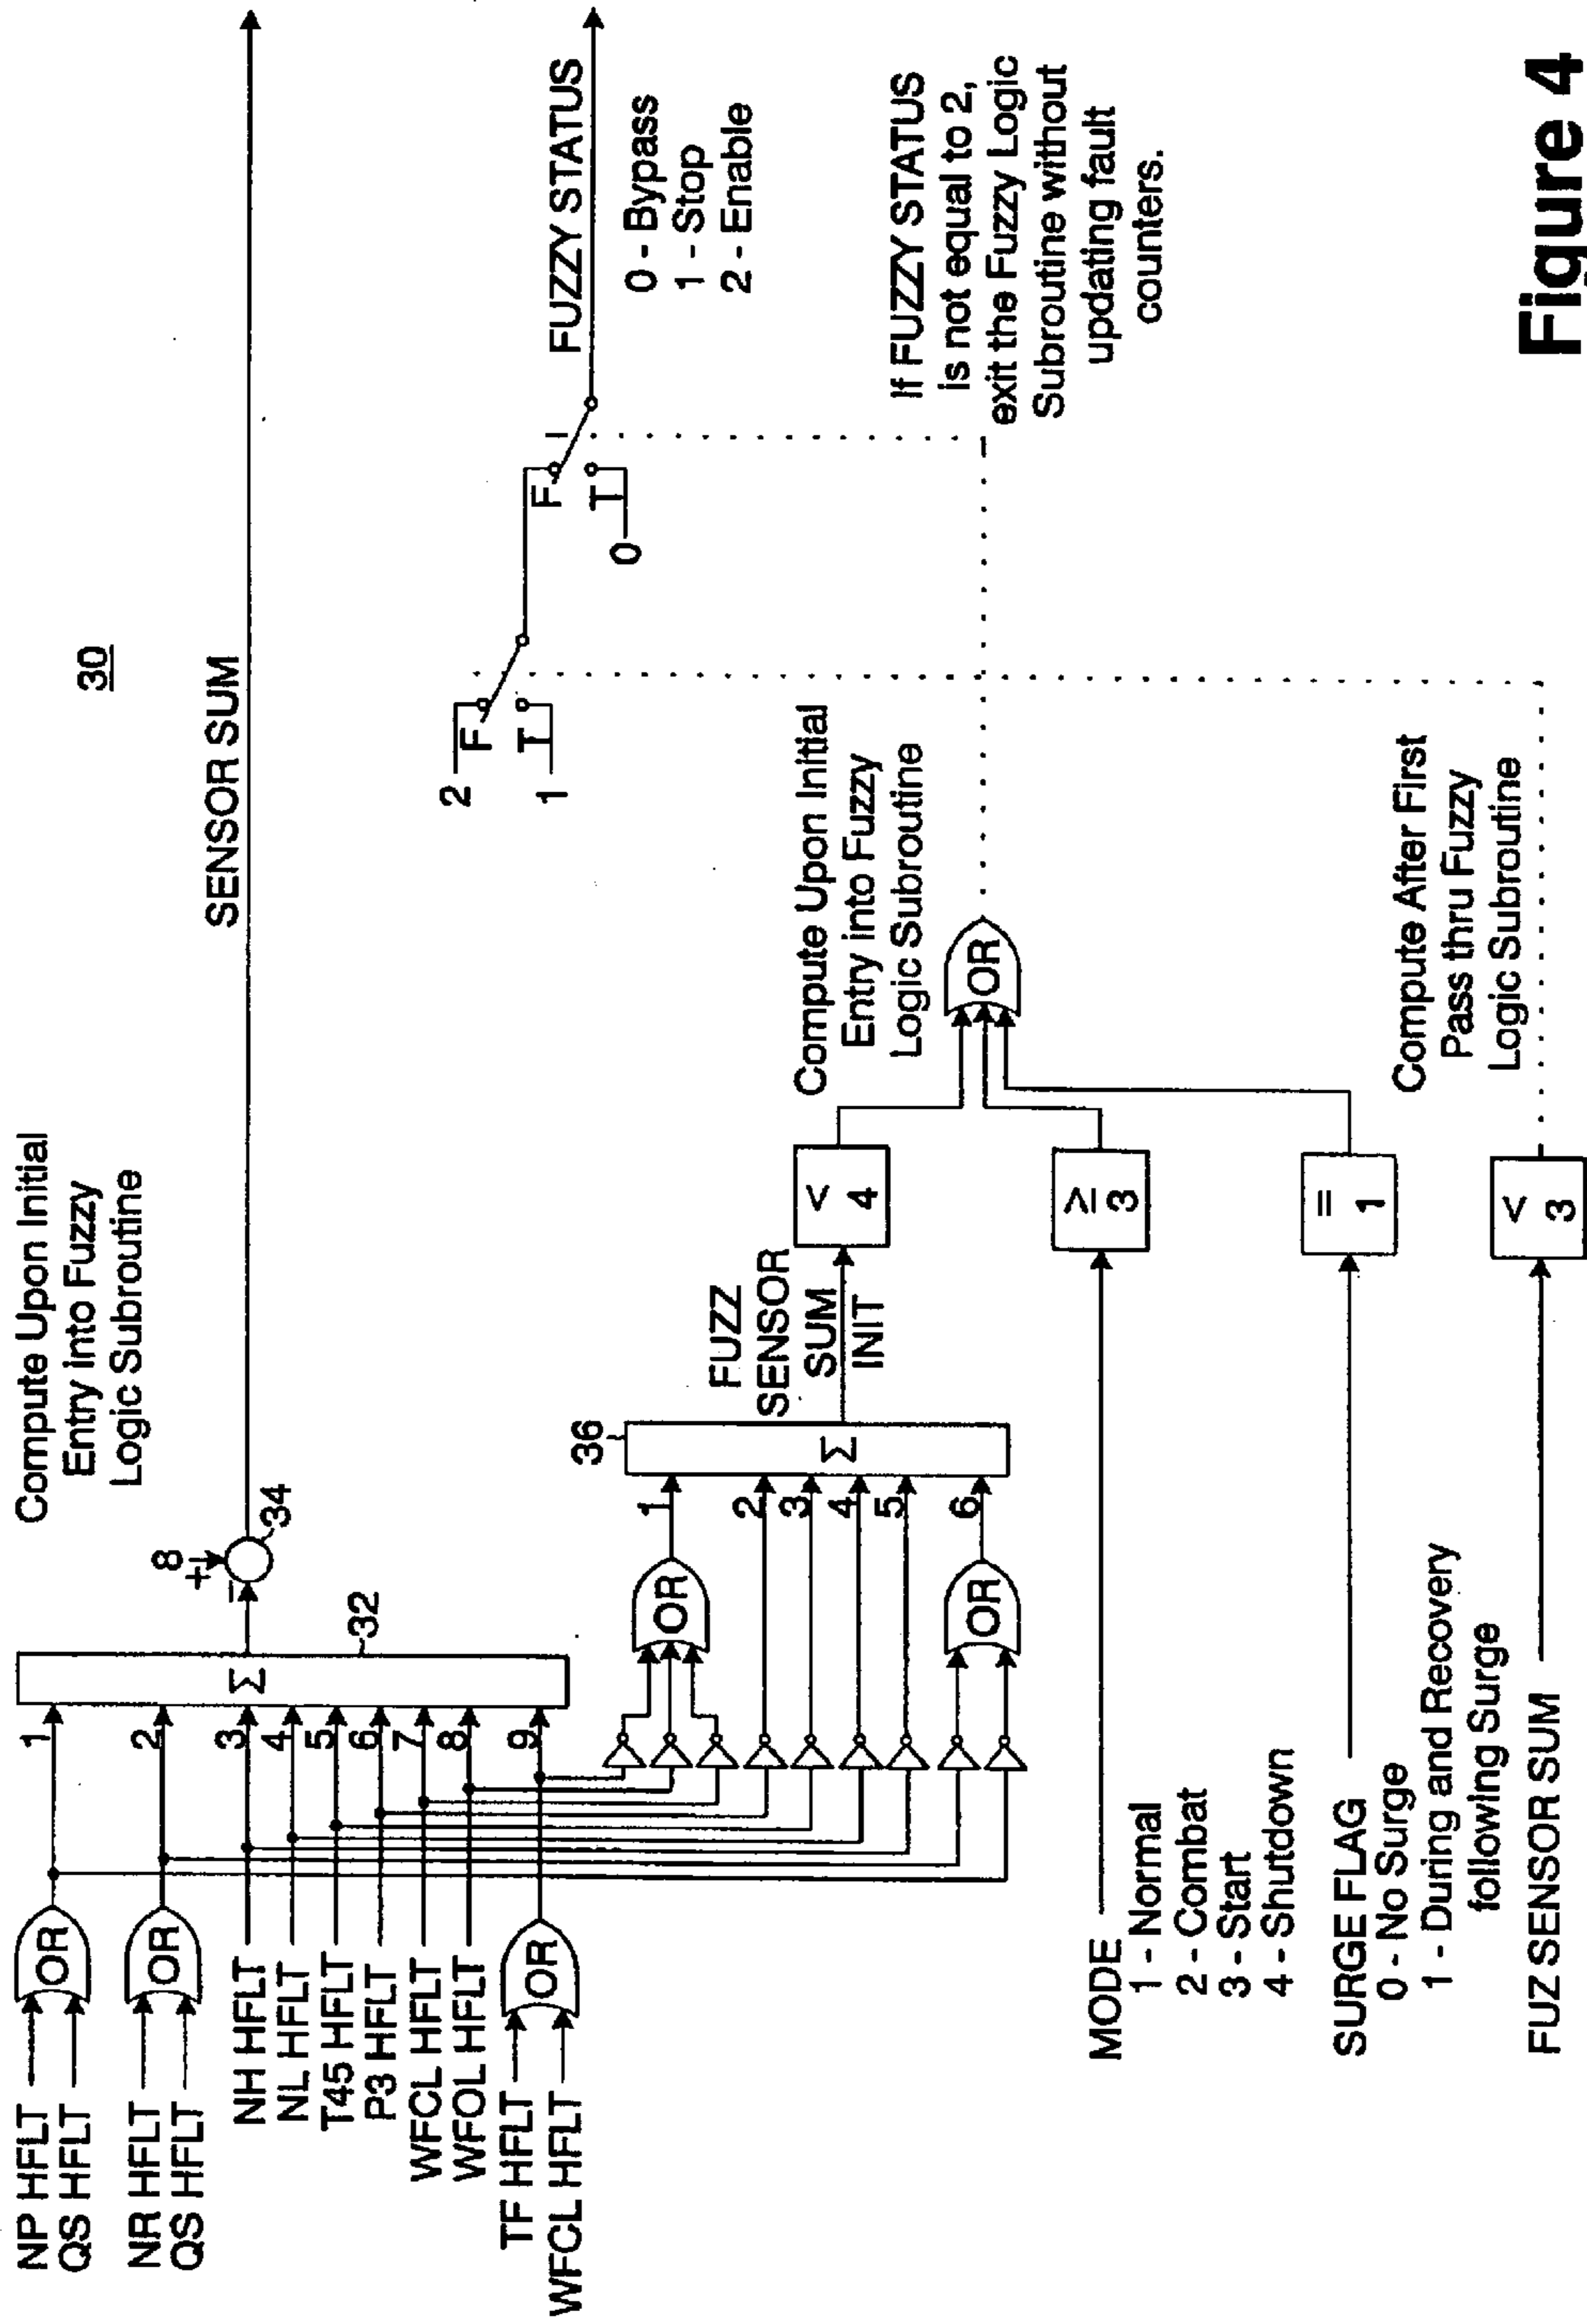 30
Compute Upon Initial
Entry into Fuzzy
Logic Subroutine
NP HFLT
QS HFLT
OR
NR HFLT
QS HFLT
OR
NH HFLT
NL HFLT
T45 HFLT
P3 HFLT
WFCL HFLT
WFOL HFLT
TF HFLT
WFCL HFLT
OR
1
2
3
4
5
6
7
8
9
Σ
32
8
+
−
34
SENSOR SUM
OR
OR
1
2
3
4
5
6
Σ
36
FUZZ
SENSOR
SUM
INIT
<
4
MODE
1 - Normal
2 - Combat
3 - Start
4 - Shutdown
≥
3
SURGE FLAG
0 - No Surge
1 - During and Recovery
following Surge
=
1
FUZ SENSOR SUM
<
3
Compute Upon Initial
Entry into Fuzzy
Logic Subroutine
OR
Compute After First
Pass thru Fuzzy
Logic Subroutine
2
F
T
1
F
T
0
FUZZY STATUS
0 - Bypass
1 - Stop
2 - Enable
If FUZZY STATUS
is not equal to 2,
exit the Fuzzy Logic
Subroutine without
updating fault
counters.
Figure 4